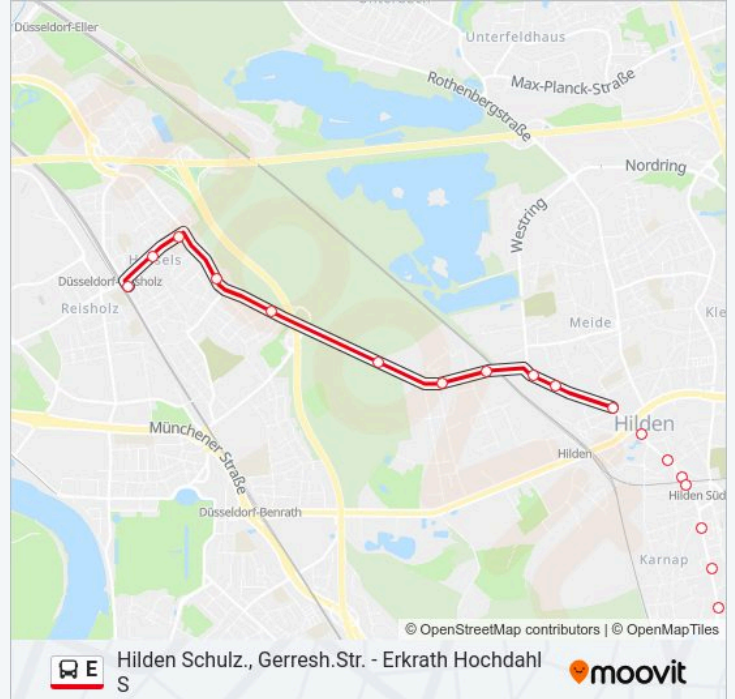 Düsseldorf-Eller
Unterfeldhaus
Max-Planck-Straße
Rothenbergstraße
Nordring
Westring
Düsseldorf-
Reisholz
Meide
Hilden
Hilden
Münchener Straße
Hilden Süd
Düsseldorf-Benrath
Karnap
© OpenStreetMap contributors | © OpenMapTiles
E
Hilden Schulz., Gerresh.Str. - Erkrath Hochdahl
S
moovit